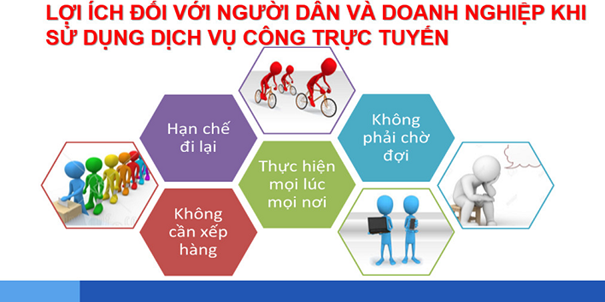 LỢI ÍCH ĐỐI VỚI NGƯỜI DÂN VÀ DOANH NGHIỆP KHI
SỬ DỤNG DỊCH VỤ CÔNG TRỰC TUYẾN
Hạn chế
đi lại
Không
phải chờ
đợi
Thực hiện
mọi lúc
mọi nơi
Không
cần xếp
hàng